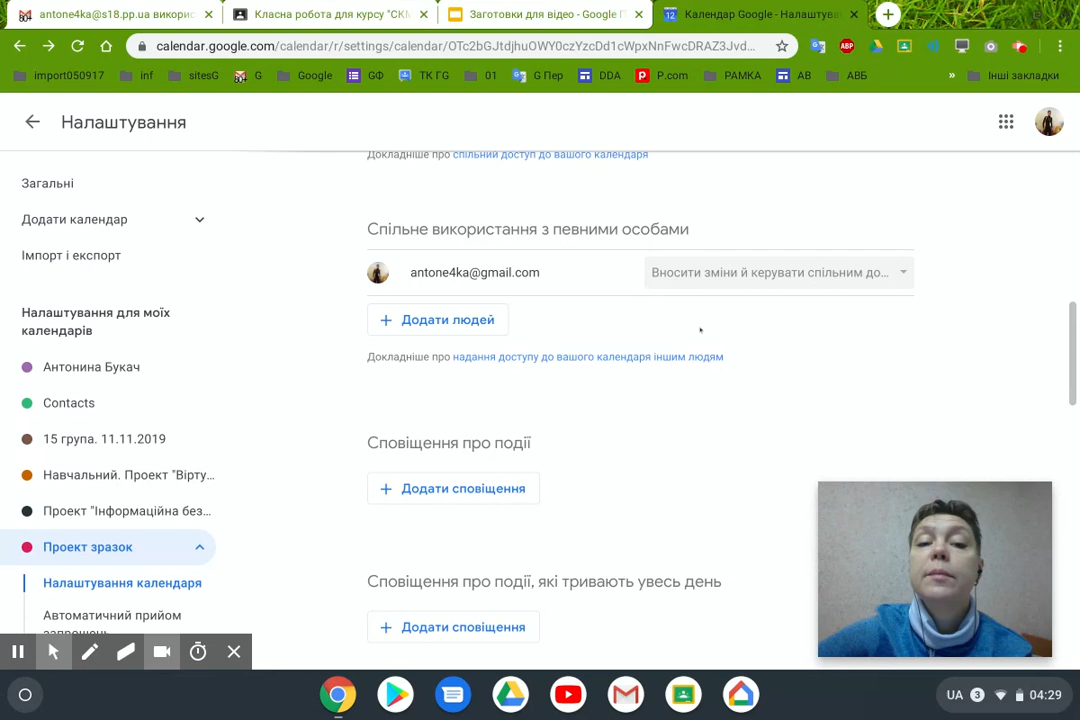 antone4ka@s18.pp.ua викорис
Класна робота для курсу "СКМ
Заготовки для відео - Google П
Календар Google - Налаштува
calendar.google.com/calendar/r/settings/calendar/OTc2bGJtdjhuOWY0czYzcDd1cWpxNnFwcDRAZ3Jvd...
import050917
inf
sitesG
G
Google
ГФ
ТК ГГ
01
G Пер
DDA
P.com
РАМКА
АВ
АВБ
»
Інші закладки
Налаштування
Докладніше про спільний доступ до вашого календаря
Загальні
Додати календар
Імпорт і експорт
Налаштування для моїх
календарів
Антонина Букач
Contacts
15 група. 11.11.2019
Навчальний. Проект "Вірту...
Проект "Інформаційна без...
Проект зразок
Налаштування календаря
Автоматичний прийом
запрошень
Спільне використання з певними особами
antone4ka@gmail.com
Вносити зміни й керувати спільним до...
+ Додати людей
Докладніше про надання доступу до вашого календаря іншим людям
Сповіщення про події
+ Додати сповіщення
Сповіщення про події, які тривають увесь день
+ Додати сповіщення
UA 3 04:29